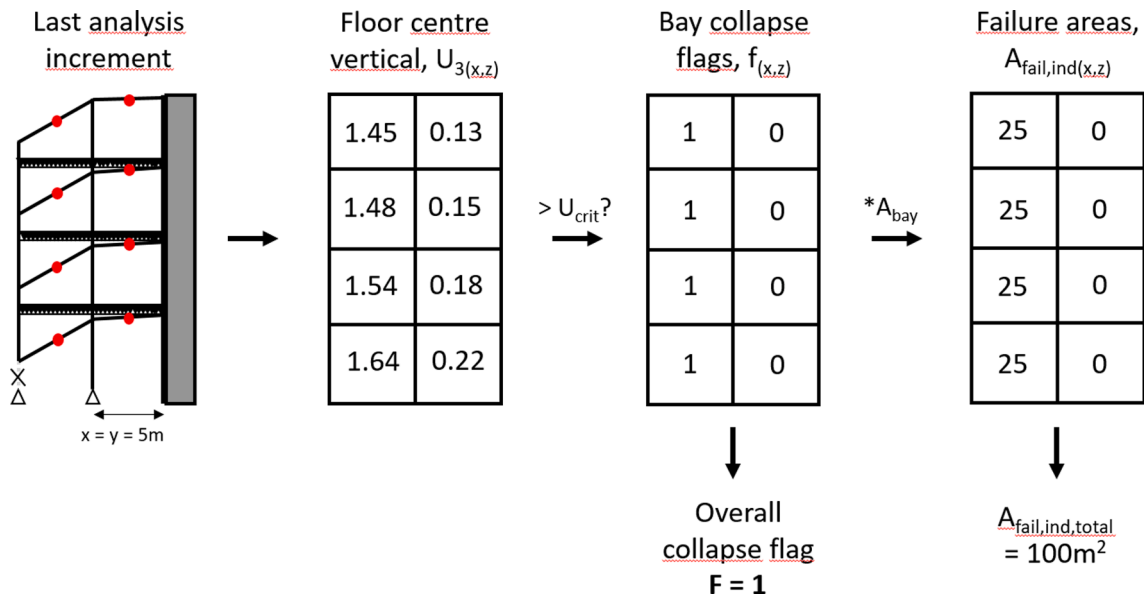 Last analysis
increment
x = y = 5m
Floor centre
vertical, U3(x,z)
1.45 0.13
1.48 0.15
1.54 0.18
1.64 0.22
> Ucrit?
Bay collapse
flags, f(x,z)
1 0
1 0
1 0
1 0
Overall
collapse flag
F = 1
*Abay
Failure areas,
Afail,ind(x,z)
25 0
25 0
25 0
25 0
Afail,ind,total
= 100m²